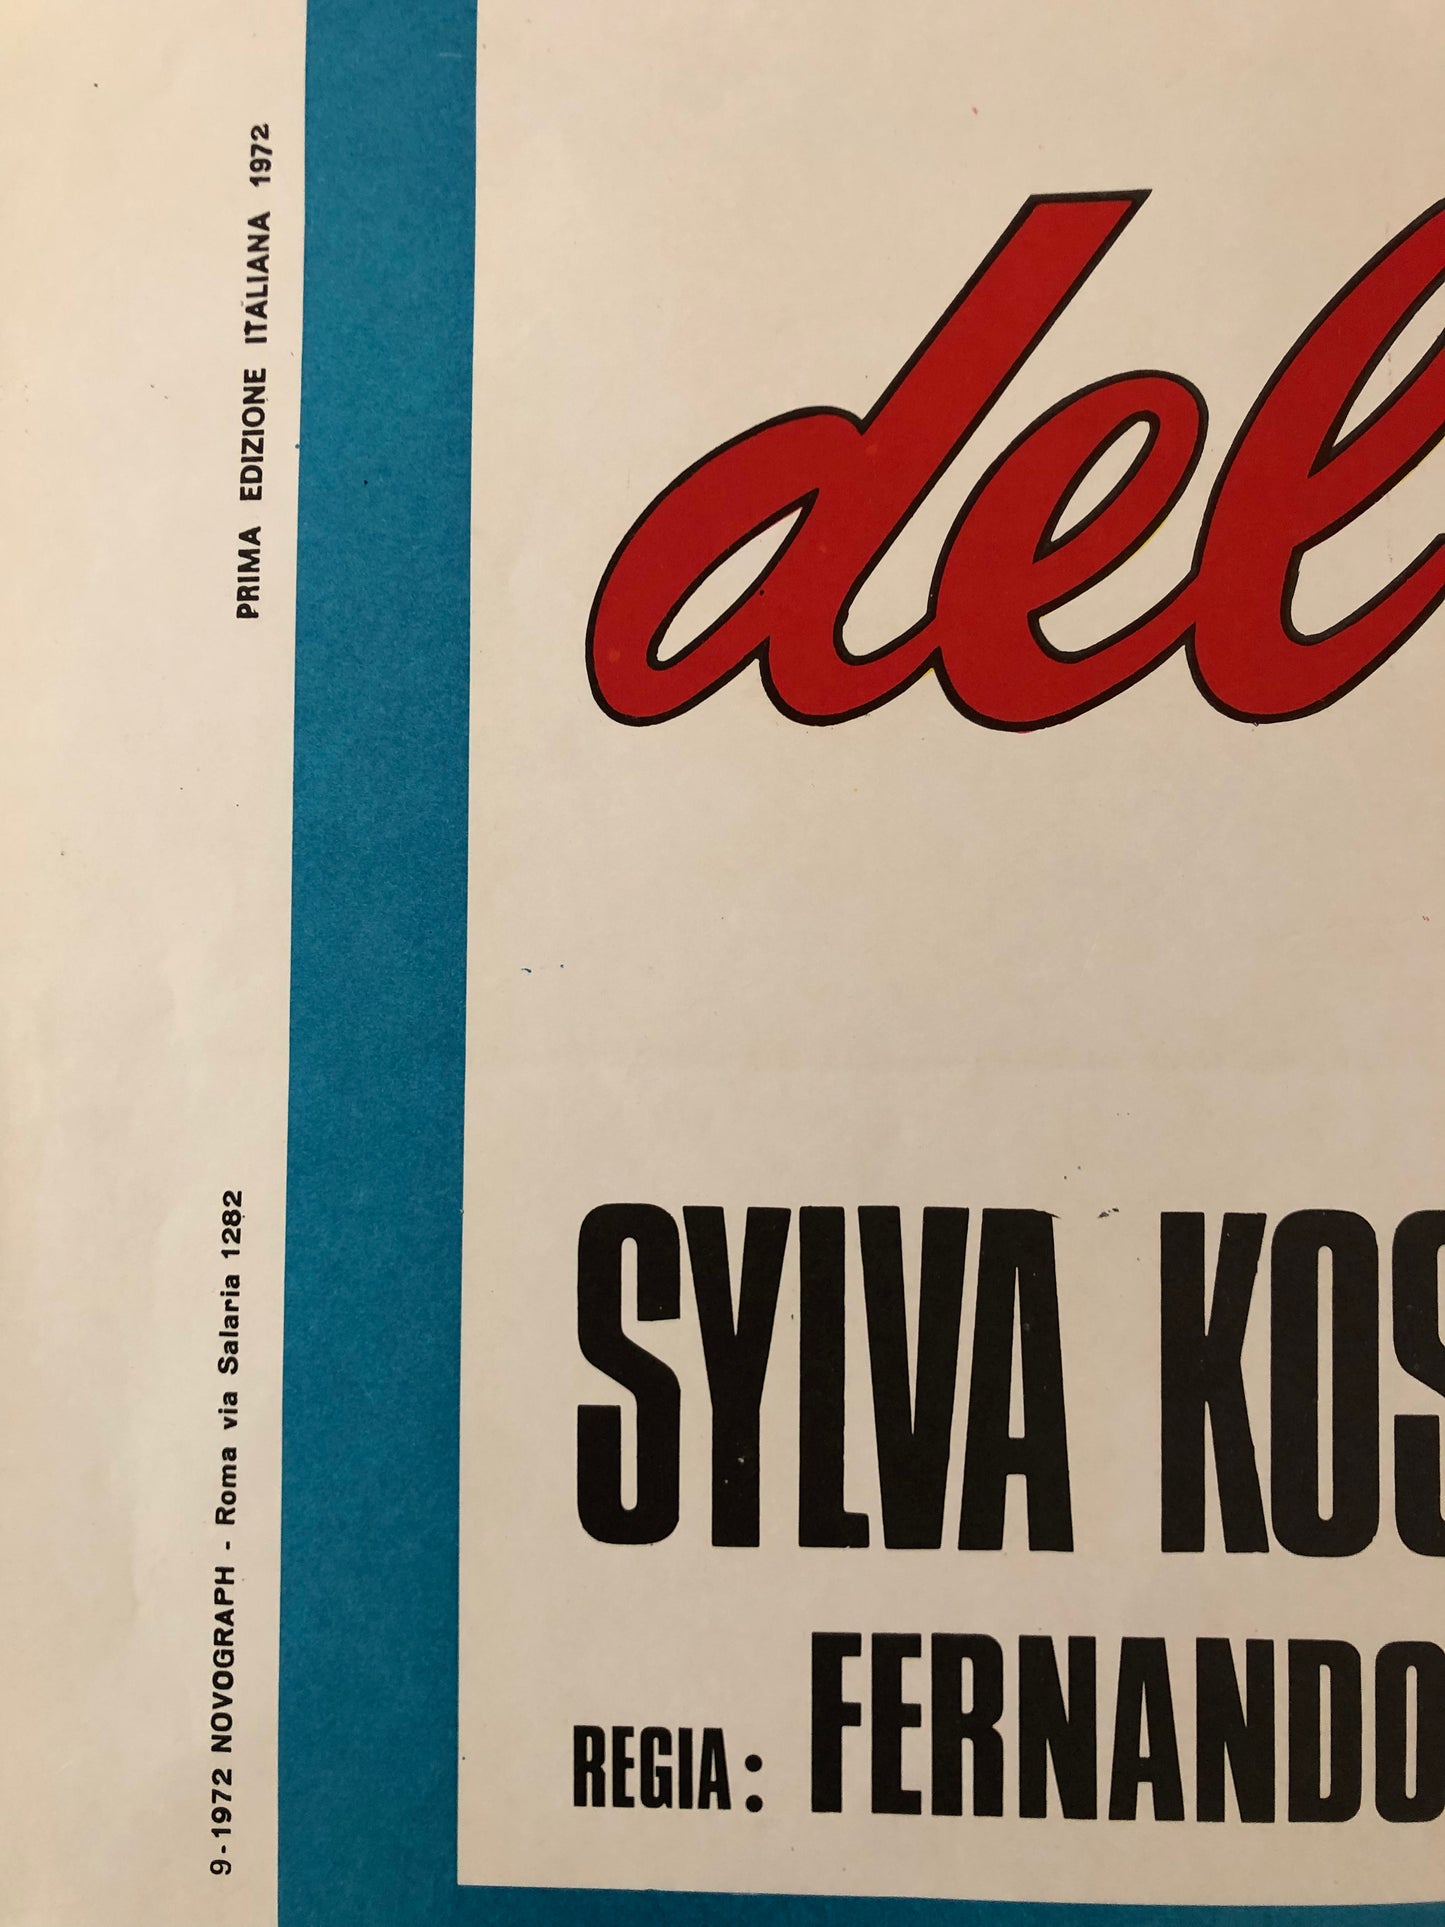 PRIMA EDIZIONE ITALIANA 1972
9-1972 NOVOGRAPH - Roma via Salaria 1282
del
SYLVA KOS
REGIA: FERNANDO